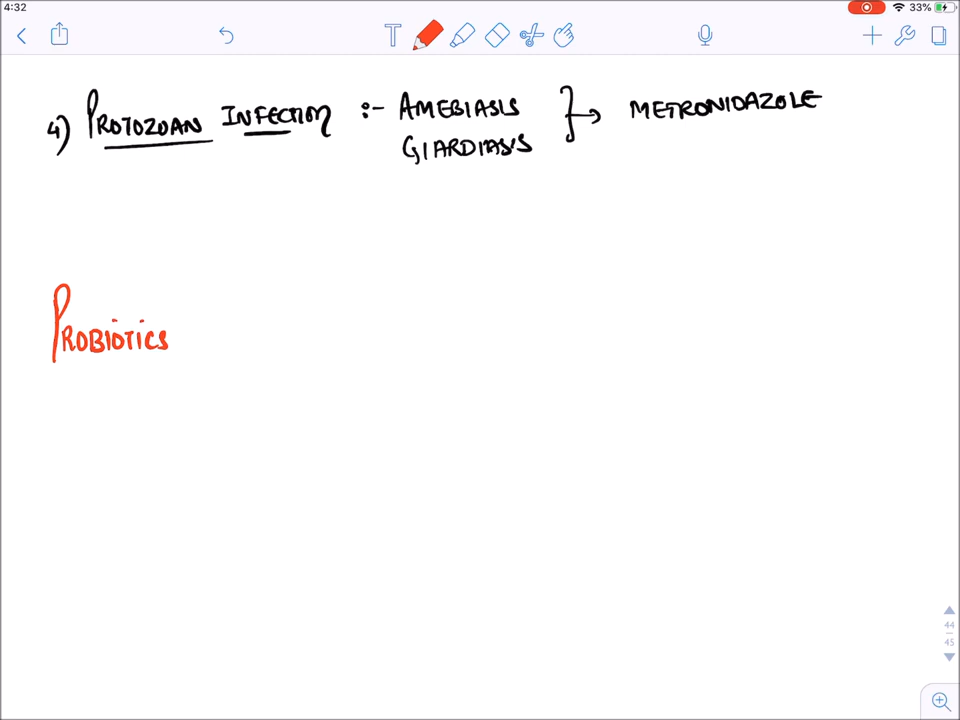 4:32
33%
4) PROTOZOAN INFECTION :- AMEBIASIS } → METRONIDAZOLE
GIARDIASIS
PROBIOTICS
44
45